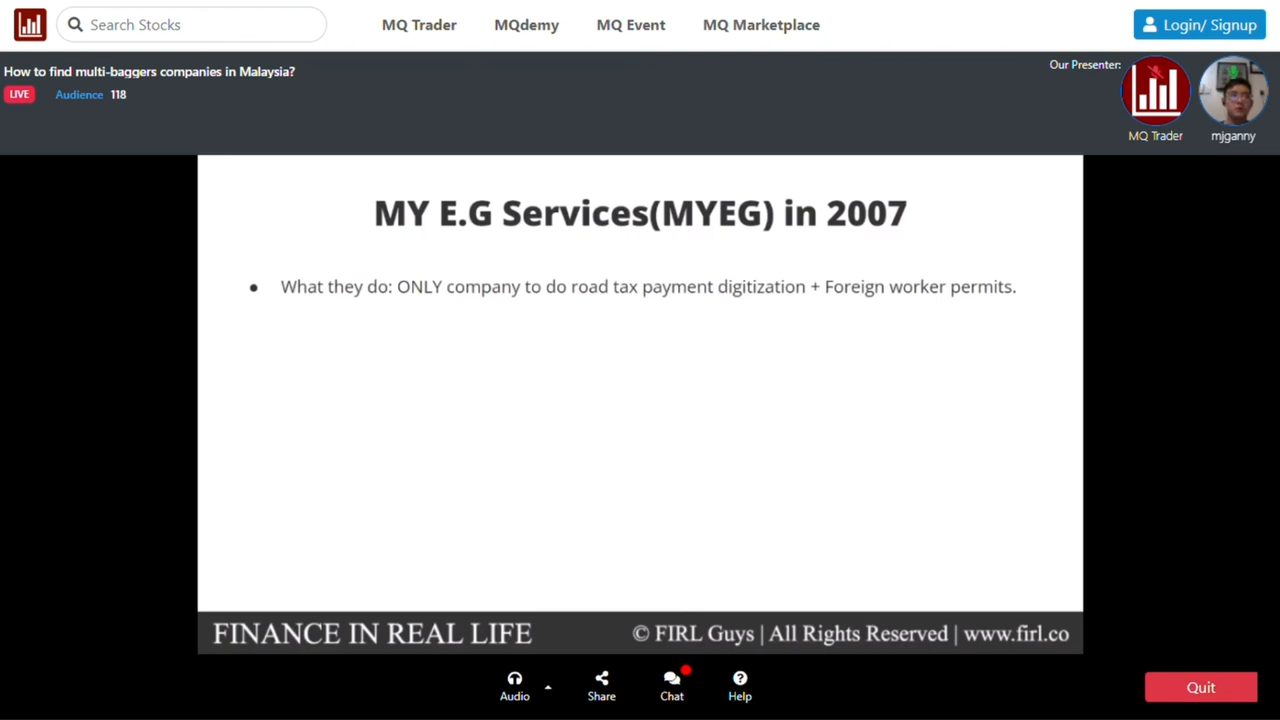 Search Stocks
MQ Trader
MQdemy
MQ Event
MQ Marketplace
Login/ Signup
How to find multi-baggers companies in Malaysia?
LIVE Audience 118
Our Presenter:
MQ Trader
mjganny
MY E.G Services(MYEG) in 2007
● What they do: ONLY company to do road tax payment digitization + Foreign worker permits.
FINANCE IN REAL LIFE
© FIRL Guys | All Rights Reserved | www.firl.co
Audio
Share
Chat
Help
Quit